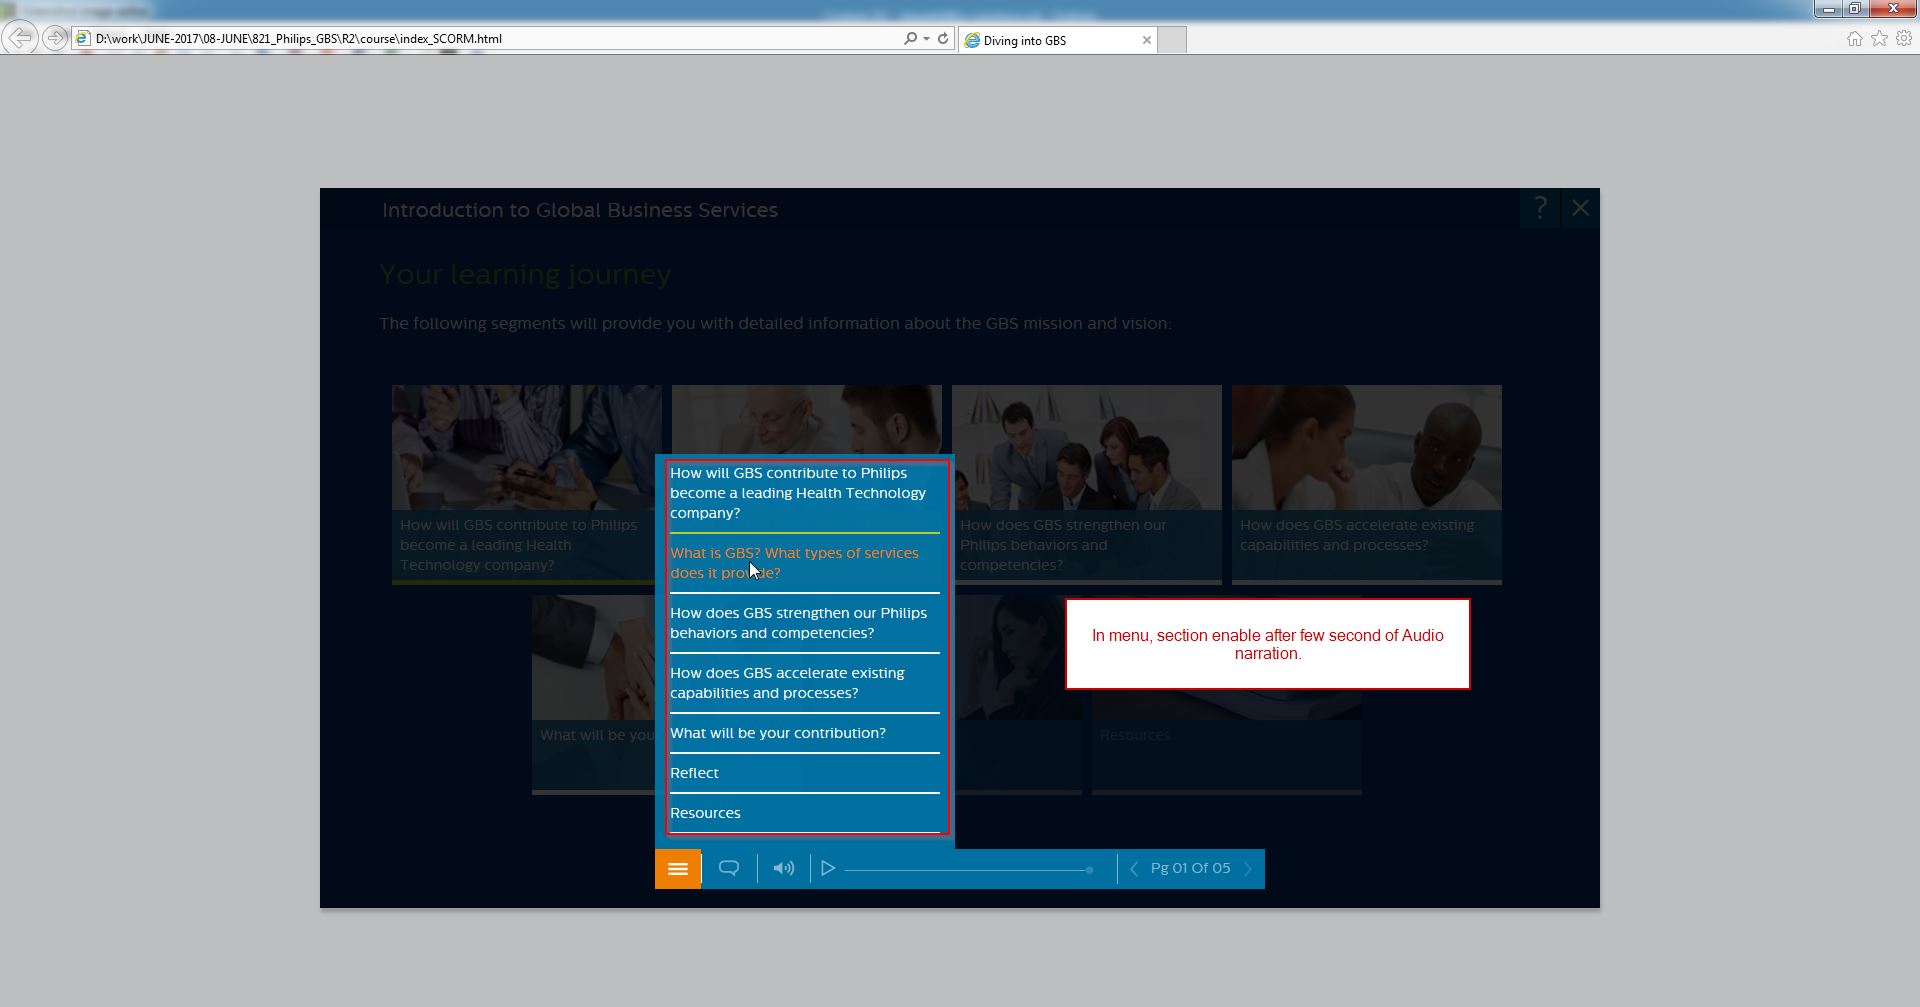 D:\work\JUNE-2017\08-JUNE\821_Philips_GBS\R2\course\index_SCORM.html
Diving into GBS
Introduction to Global Business Services
?
Your learning journey
The following segments will provide you with detailed information about the GBS mission and vision:
How will GBS contribute to Philips
become a leading Health
Technology company?
How does GBS strengthen our
Philips behaviors and
competencies?
How does GBS accelerate existing
capabilities and processes?
What will be you
Resources
How will GBS contribute to Philips
become a leading Health Technology
company?
What is GBS? What types of services
does it provide?
How does GBS strengthen our Philips
behaviors and competencies?
How does GBS accelerate existing
capabilities and processes?
What will be your contribution?
Reflect
Resources
In menu, section enable after few second of Audio
narration.
Pg 01 Of 05